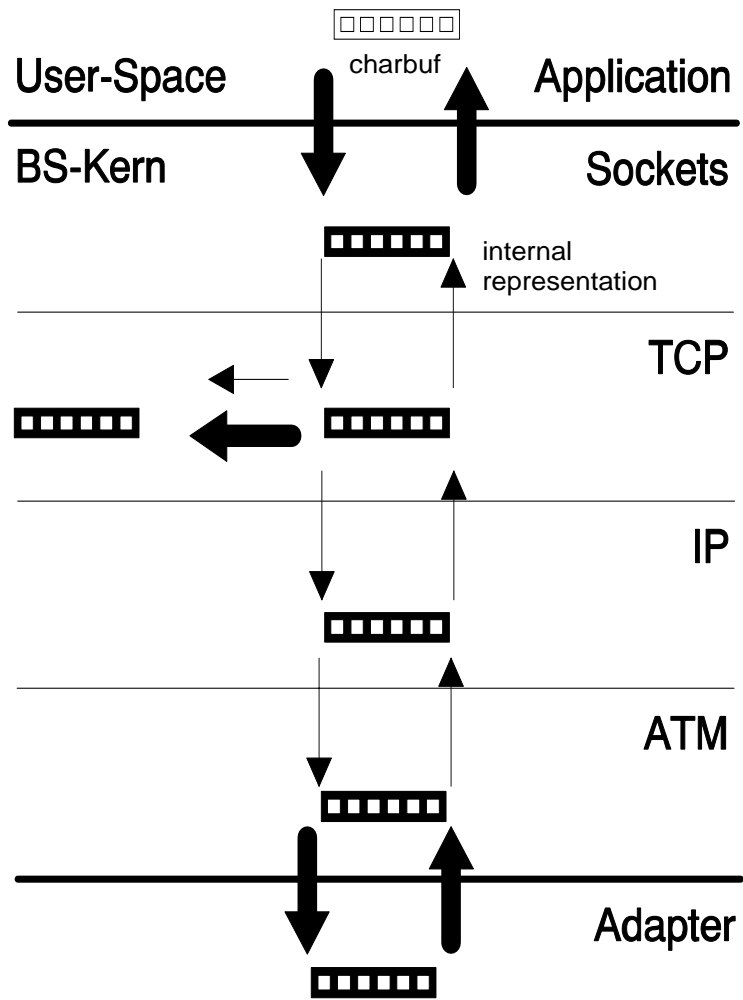 charbuf
User-Space
Application
BS-Kern
Sockets
internal
representation
TCP
IP
ATM
Adapter